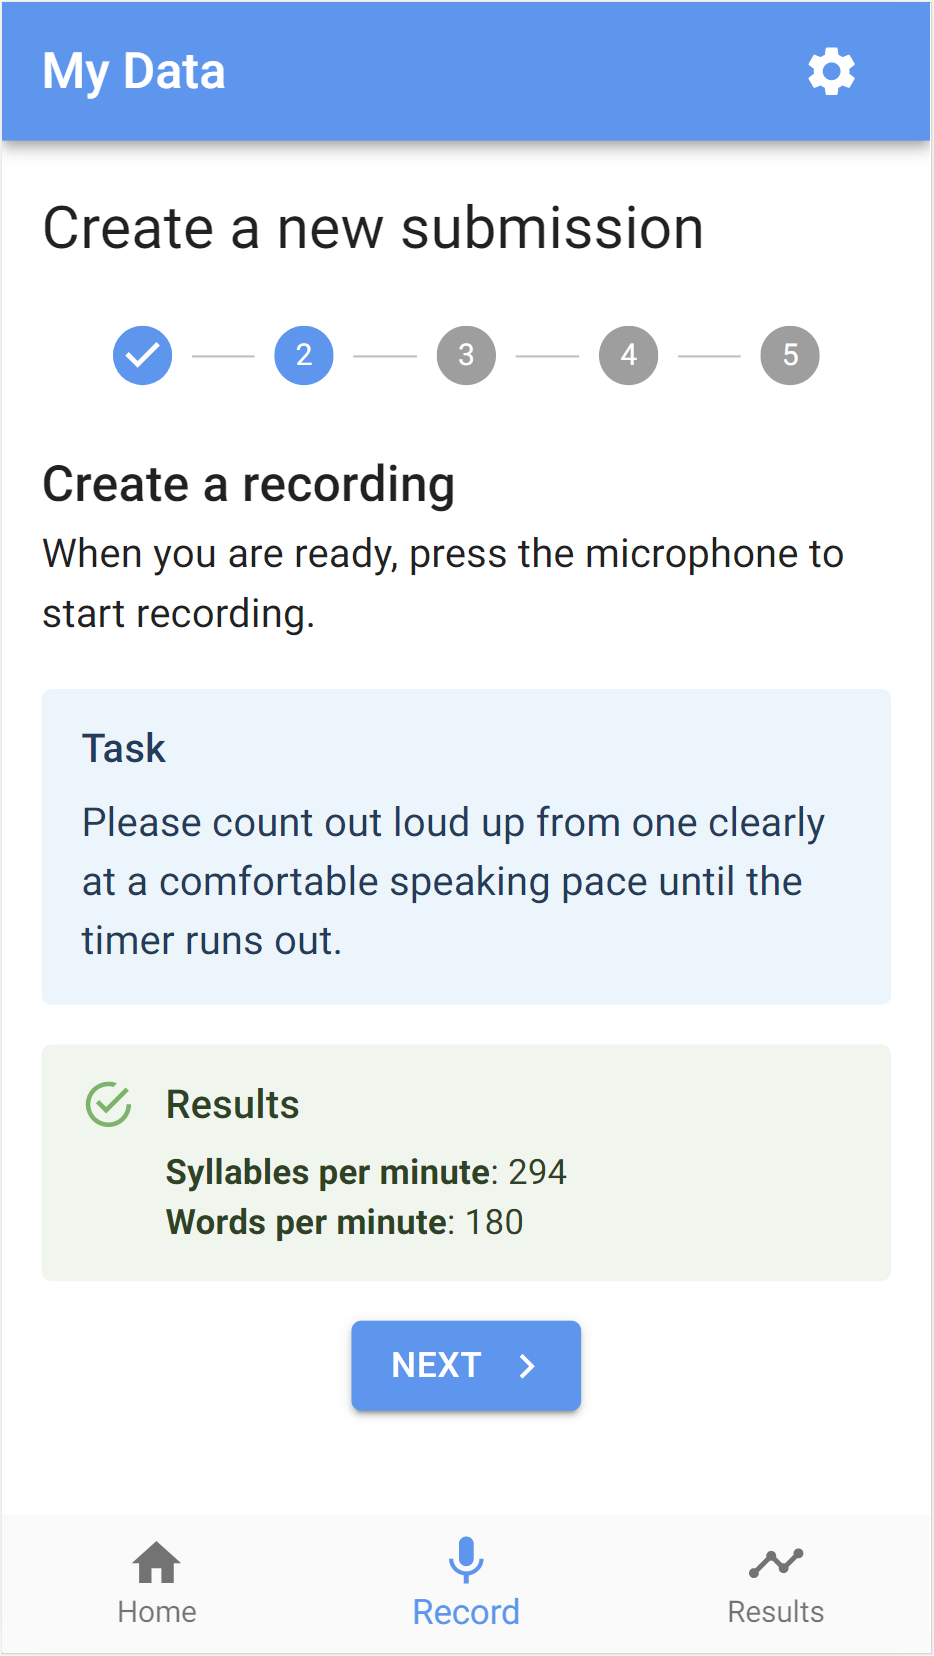 My Data
Create a new submission
2 3 4 5
Create a recording
When you are ready, press the microphone to
start recording.
Task
Please count out loud up from one clearly
at a comfortable speaking pace until the
timer runs out.
Results
Syllables per minute: 294
Words per minute: 180
NEXT
Home Record Results